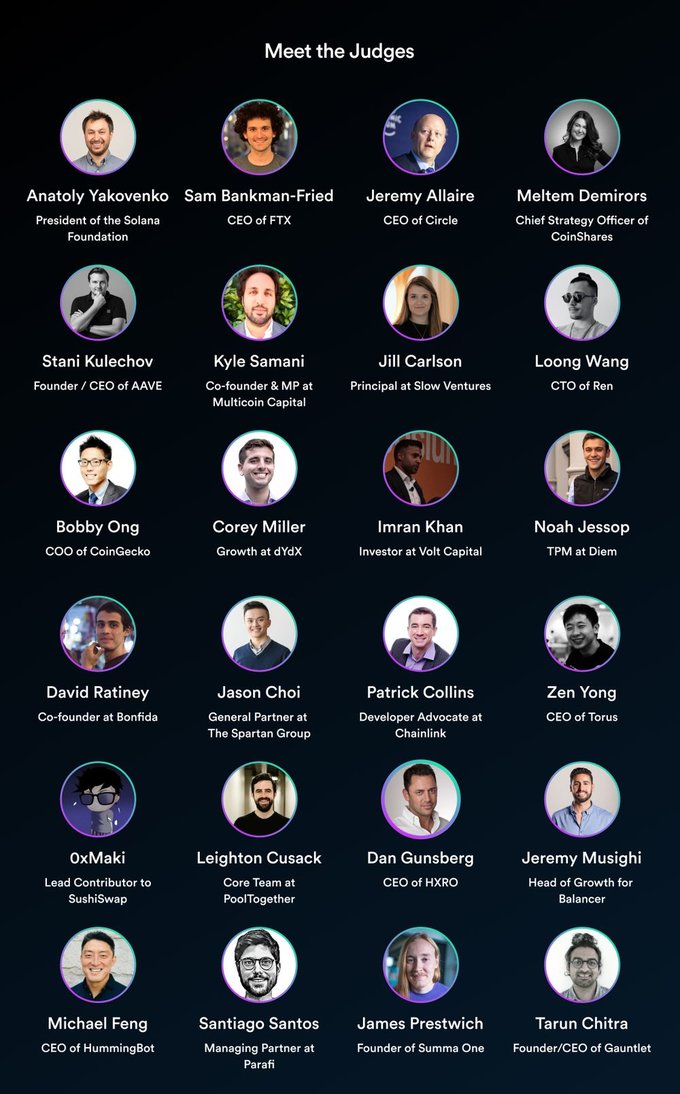 Meet the Judges
Anatoly Yakovenko
President of the Solana
Foundation
Sam Bankman-Fried
CEO of FTX
Jeremy Allaire
CEO of Circle
Meltem Demirors
Chief Strategy Officer of
CoinShares
Stani Kulechov
Founder / CEO of AAVE
Kyle Samani
Co-founder & MP at
Multicoin Capital
Jill Carlson
Principal at Slow Ventures
Loong Wang
CTO of Ren
Bobby Ong
COO of CoinGecko
Corey Miller
Growth at dYdX
Imran Khan
Investor at Volt Capital
Noah Jessop
TPM at Diem
David Ratiney
Co-founder at Bonfida
Jason Choi
General Partner at
The Spartan Group
Patrick Collins
Developer Advocate at
Chainlink
Zen Yong
CEO of Torus
0xMaki
Lead Contributor to
SushiSwap
Leighton Cusack
Core Team at
PoolTogether
Dan Gunsberg
CEO of HXRO
Jeremy Musighi
Head of Growth for
Balancer
Michael Feng
CEO of HummingBot
Santiago Santos
Managing Partner at
Parafi
James Prestwich
Founder of Summa One
Tarun Chitra
Founder/CEO of Gauntlet